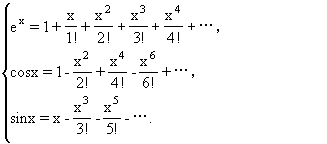 e^x = 1 + x/1! + x^2/2! + x^3/3! + x^4/4! + ⋯,
cosx = 1 - x^2/2! + x^4/4! - x^6/6! + ⋯,
sinx = x - x^3/3! - x^5/5! - ⋯.